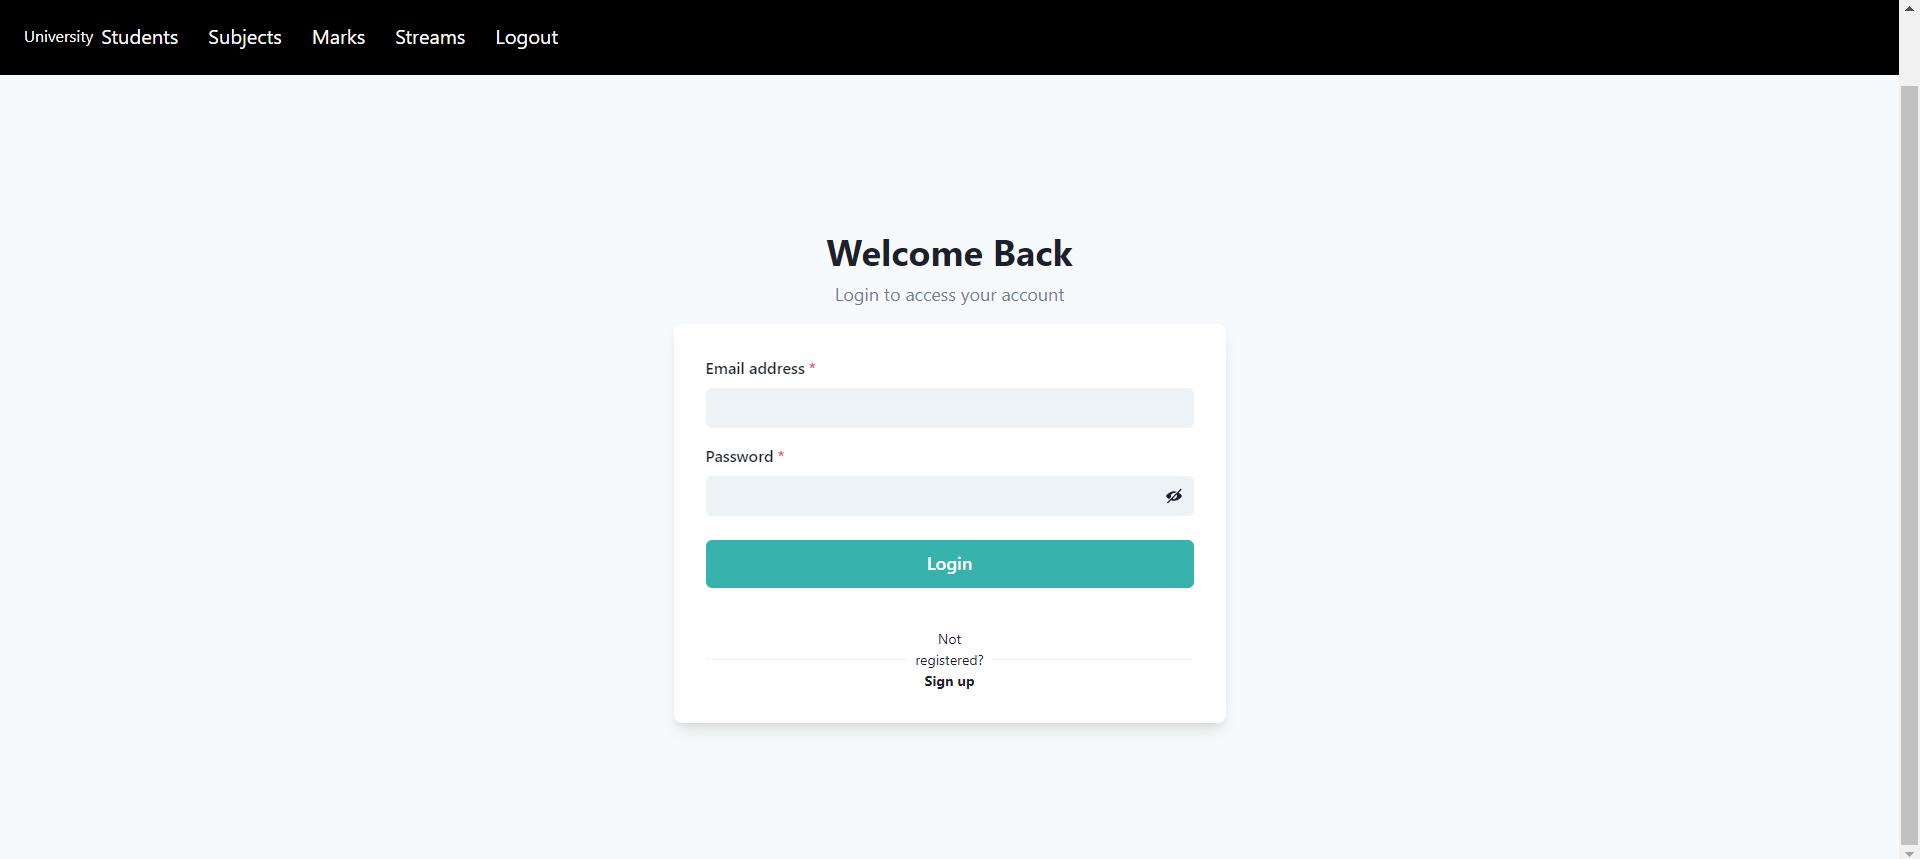 University Students Subjects Marks Streams Logout
Welcome Back
Login to access your account
Email address *
Password *
Login
Not
registered?
Sign up